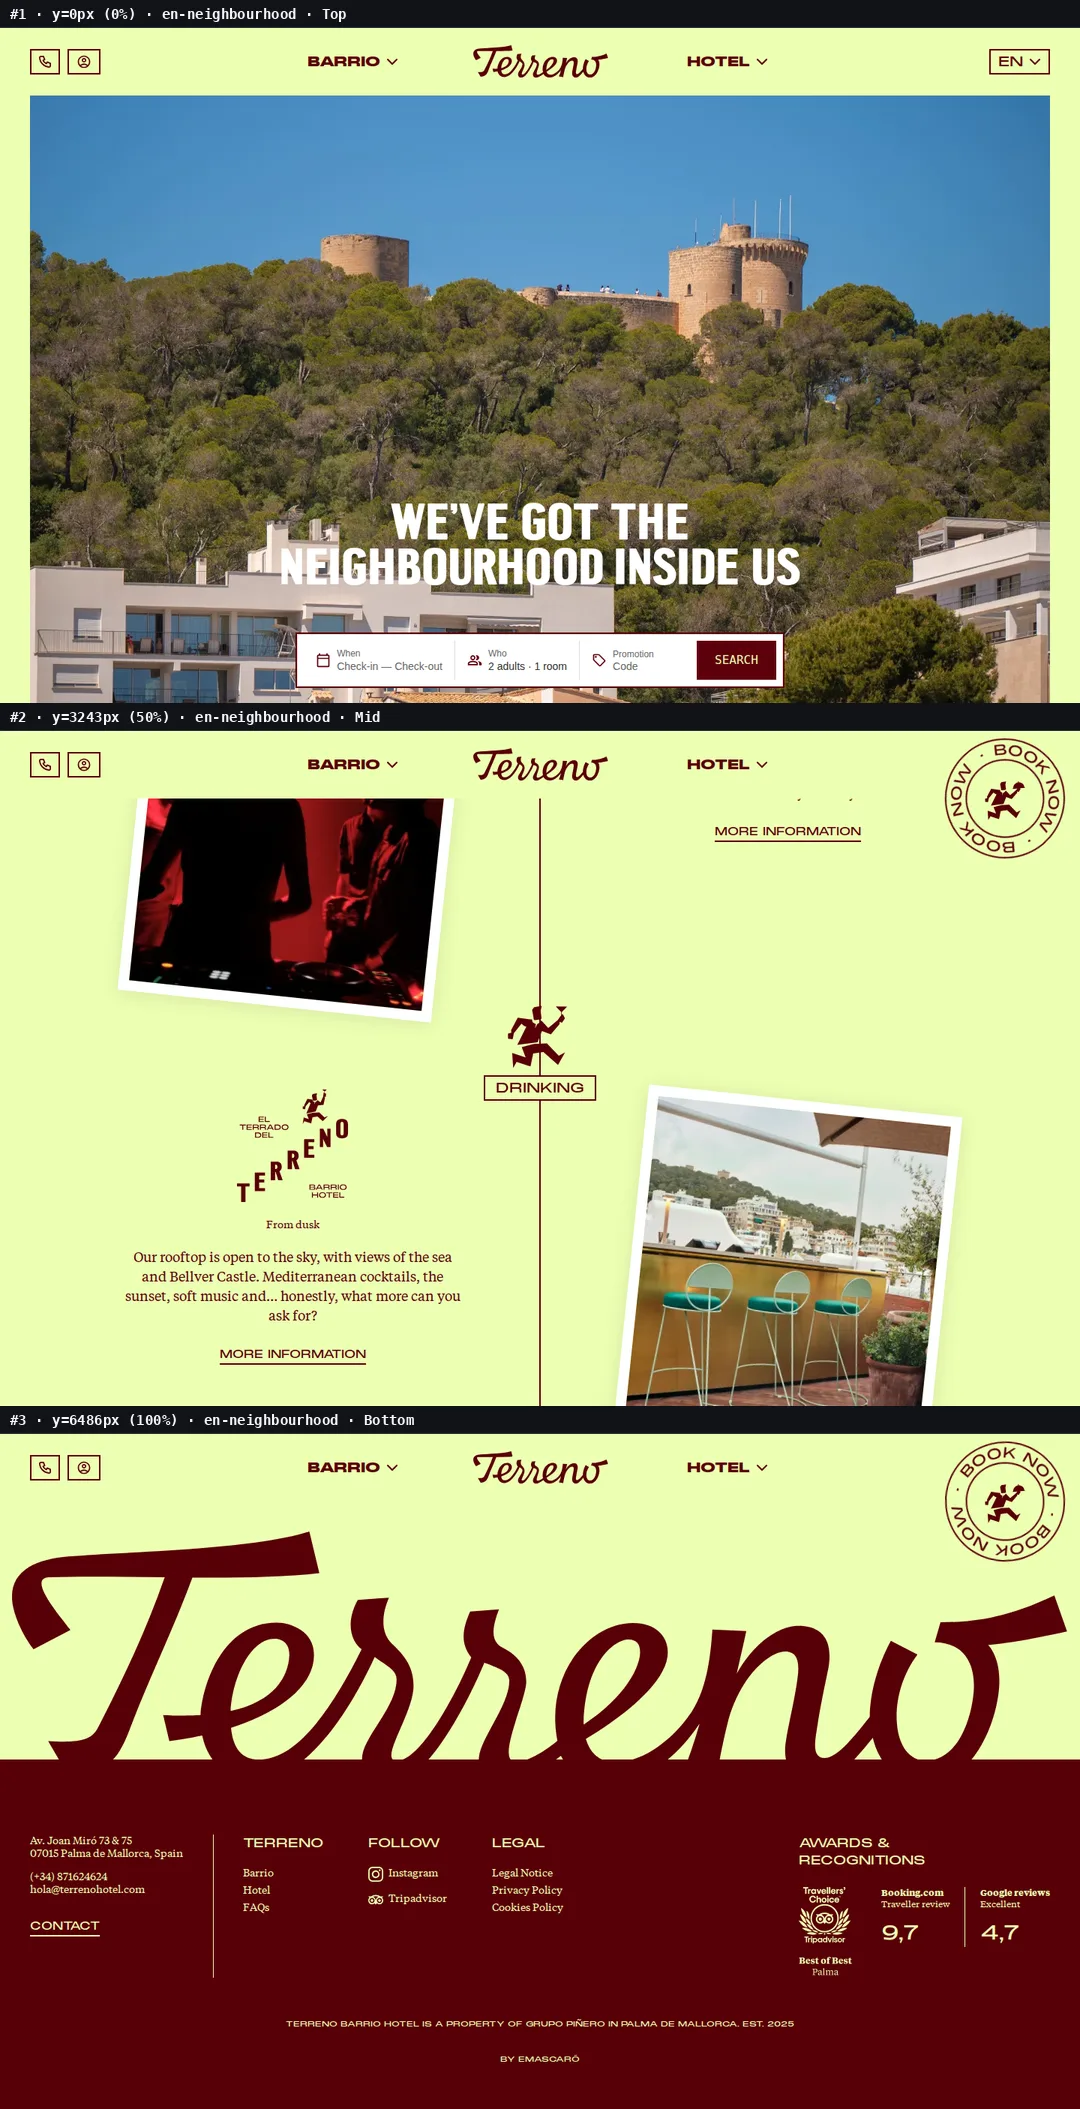 #1 · y=0px (0%) · en-neighbourhood · Top
BARRIO
Terreno
HOTEL
EN
WE'VE GOT THE
NEIGHBOURHOOD INSIDE US
When
Check-in — Check-out
Who
2 adults · 1 room
Promotion
Code
SEARCH
#2 · y=3243px (50%) · en-neighbourhood · Mid
BARRIO
Terreno
HOTEL
· BOOK NOW · BOOK NOW
MORE INFORMATION
DRINKING
EL
TERRADO
DEL
TERRENO
BARRIO
HOTEL
From dusk
Our rooftop is open to the sky, with views of the sea
and Bellver Castle. Mediterranean cocktails, the
sunset, soft music and... honestly, what more can you
ask for?
MORE INFORMATION
#3 · y=6486px (100%) · en-neighbourhood · Bottom
BARRIO
Terreno
HOTEL
· BOOK NOW · BOOK NOW
Terreno
Av. Joan Miró 73 & 75
07015 Palma de Mallorca, Spain
(+34) 871624624
hola@terrenohotel.com
CONTACT
TERRENO
Barrio
Hotel
FAQs
FOLLOW
Instagram
Tripadvisor
LEGAL
Legal Notice
Privacy Policy
Cookies Policy
AWARDS &
RECOGNITIONS
Travellers'
Choice
Tripadvisor
Best of Best
Palma
Booking.com
Traveller review
9,7
Google reviews
Excellent
4,7
TERRENO BARRIO HOTEL IS A PROPERTY OF GRUPO PIÑERO IN PALMA DE MALLORCA. EST. 2025
BY EMASCARÓ